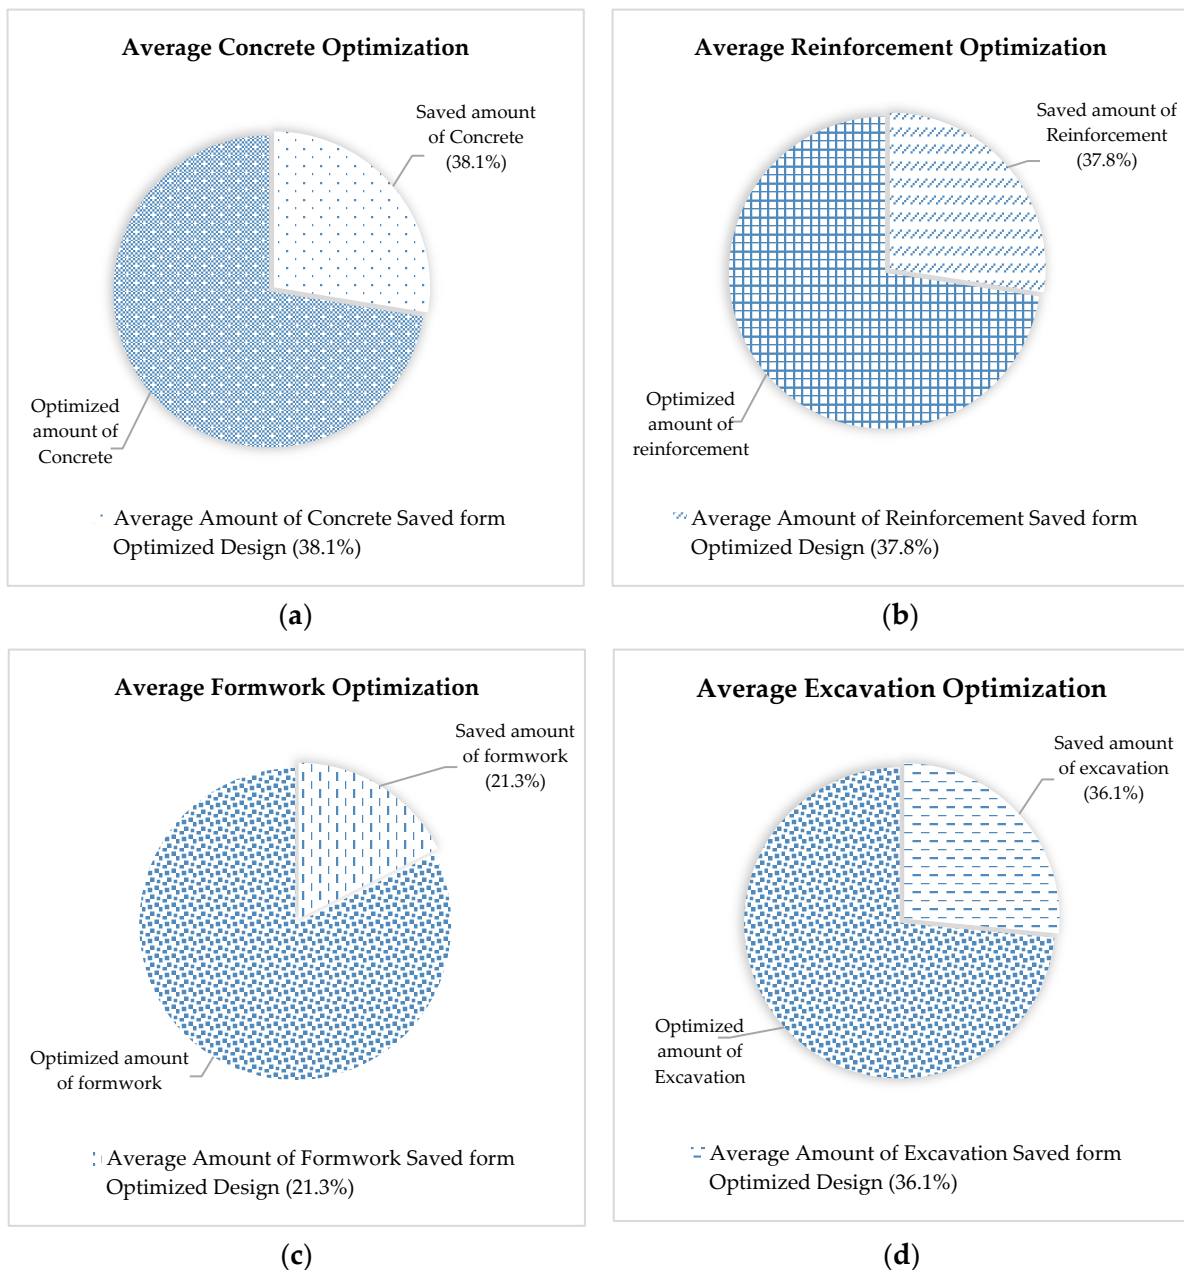 Average Concrete Optimization
Saved amount
of Concrete
(38.1%)
Optimized
amount of
Concrete
Average Amount of Concrete Saved form
Optimized Design (38.1%)
(a)
Average Reinforcement Optimization
Saved amount of
Reinforcement
(37.8%)
Optimized
amount of
reinforcement
Average Amount of Reinforcement Saved form
Optimized Design (37.8%)
(b)
Average Formwork Optimization
Saved amount
of formwork
(21.3%)
Optimized amount
of formwork
Average Amount of Formwork Saved form
Optimized Design (21.3%)
(c)
Average Excavation Optimization
Saved amount
of excavation
(36.1%)
Optimized
amount of
Excavation
Average Amount of Excavation Saved form
Optimized Design (36.1%)
(d)